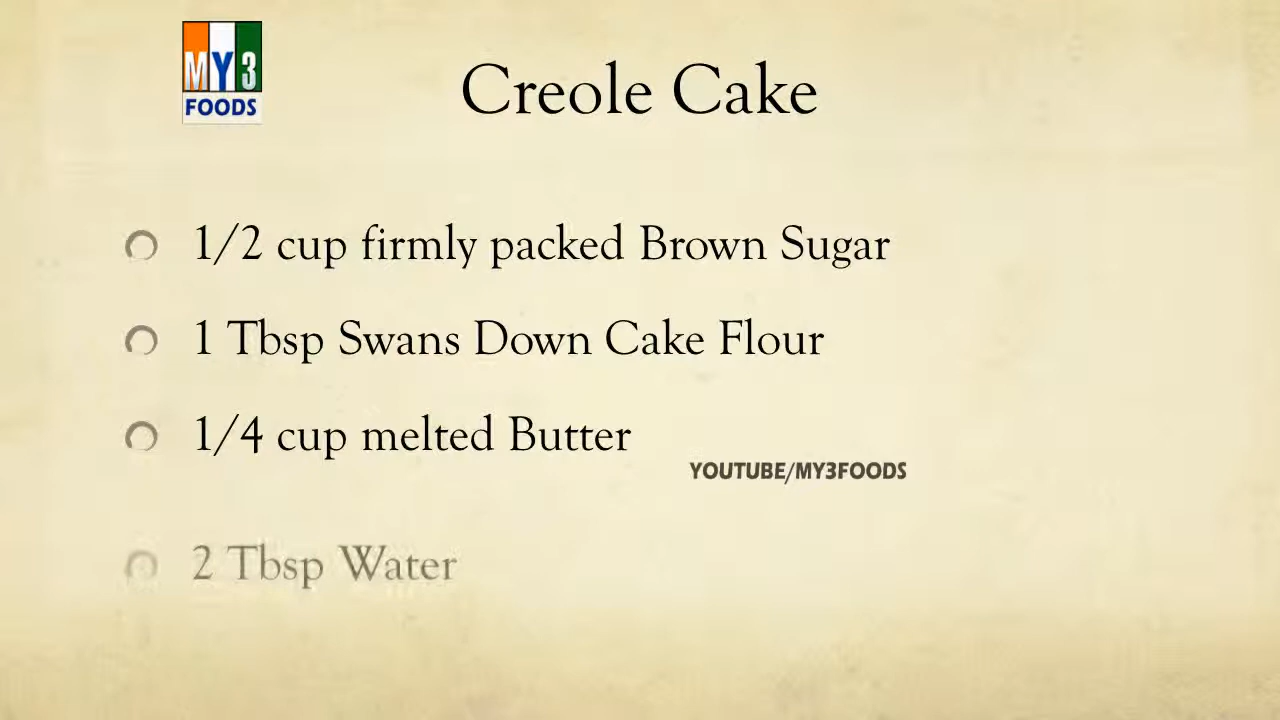 MY3
FOODS
Creole Cake
1/2 cup firmly packed Brown Sugar
1 Tbsp Swans Down Cake Flour
1/4 cup melted Butter
YOUTUBE/MY3FOODS
2 Tbsp Water